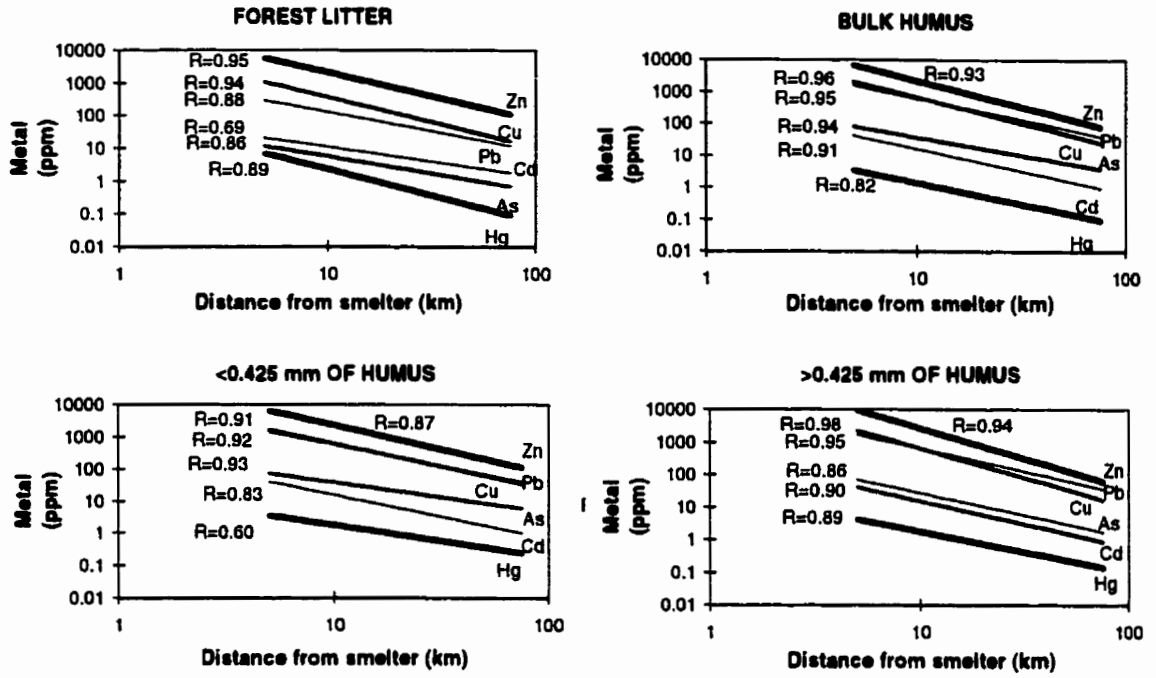 FOREST LITTER
10000
1000
100
10
1
0.1
0.01
Metal
(ppm)
R=0.95
R=0.94
R=0.88
R=0.69
R=0.86
R=0.89
Zn
Cu
Pb
Cd
As
Hg
1
10
100
Distance from smelter (km)
BULK HUMUS
10000
1000
100
10
1
0.1
0.01
Metal
(ppm)
R=0.93
R=0.96
R=0.95
R=0.94
R=0.91
R=0.82
Zn
Pb
Cu
As
Cd
Hg
1
10
100
Distance from smelter (km)
<0.425 mm OF HUMUS
10000
1000
100
10
1
0.1
0.01
Metal
(ppm)
R=0.91
R=0.87
R=0.92
R=0.93
R=0.83
R=0.60
Zn
Pb
Cu
As
Cd
Hg
1
10
100
Distance from smelter (km)
>0.425 mm OF HUMUS
10000
1000
100
10
1
0.1
0.01
Metal
(ppm)
R=0.98
R=0.94
R=0.95
R=0.86
R=0.90
R=0.89
Zn
Pb
Cu
As
Cd
Hg
1
10
100
Distance from smelter (km)